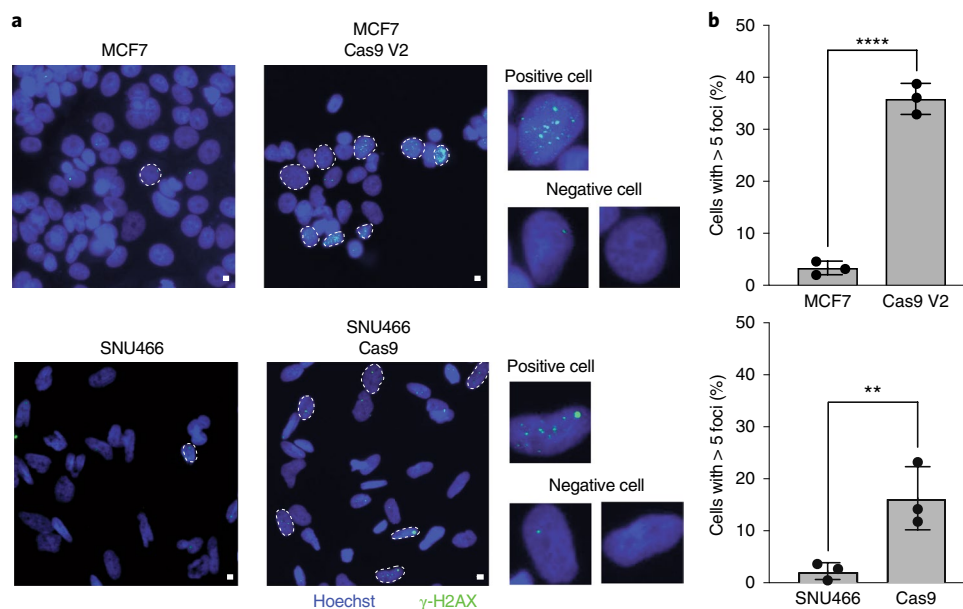 a
MCF7
MCF7
Cas9 V2
Positive cell
Negative cell
SNU466
SNU466
Cas9
Positive cell
Negative cell
Hoechst
γ-H2AX
b
Cells with > 5 foci (%)
50
40
30
20
10
0
****
MCF7
Cas9 V2
Cells with > 5 foci (%)
50
40
30
20
10
0
**
SNU466
Cas9